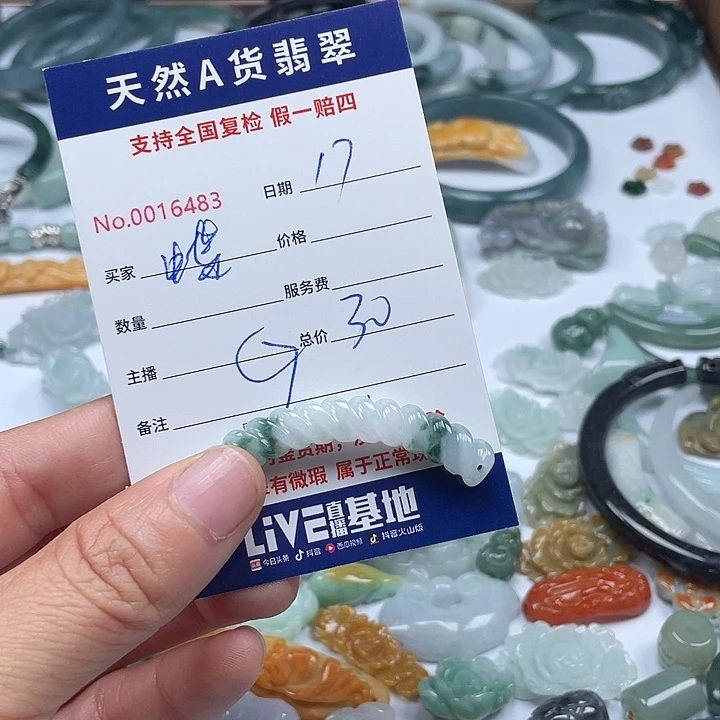 天然A货翡翠
支持全国复检 假一赔四
日期 17
No.0016483
买家
价格
数量
服务费
主播 G
总价 30
备注
有微瑕 属于正常现
LiVE直播基地
今日头条 抖音 西瓜视频 抖音火山版